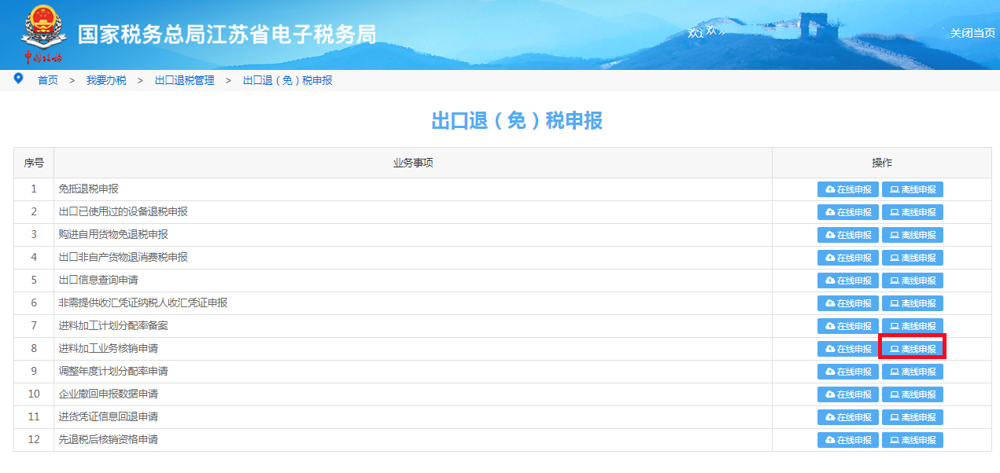 国家税务总局江苏省电子税务局
中国税务
关闭当页
首页 > 我要办税 > 出口退税管理 > 出口退（免）税申报
出口退（免）税申报
序号 业务事项 操作
1 免抵退税申报 在线申报 离线申报
2 出口已使用过的设备退税申报 在线申报 离线申报
3 购进自用货物免退税申报 在线申报 离线申报
4 出口非自产货物退消费税申报 在线申报 离线申报
5 出口信息查询申请 在线申报 离线申报
6 非需提供收汇凭证纳税人收汇凭证申报 在线申报 离线申报
7 进料加工计划分配率备案 在线申报 离线申报
8 进料加工业务核销申请 在线申报 离线申报
9 调整年度计划分配率申请 在线申报 离线申报
10 企业撤回申报数据申请 在线申报 离线申报
11 进货凭证信息回退申请 在线申报 离线申报
12 先退税后核销资格申请 在线申报 离线申报